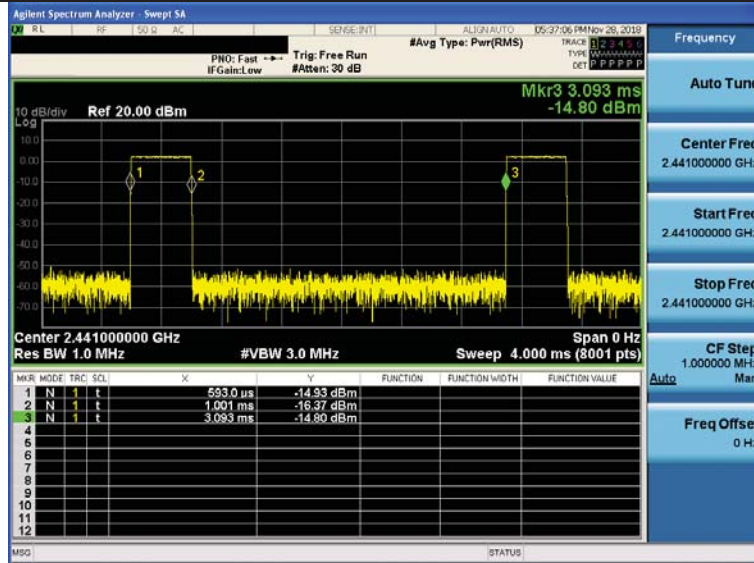 Agilent Spectrum Analyzer - Swept SA
RL RF 50 Ω AC SENSE:INT ALIGN AUTO 05:37:06 PM Nov 28, 2018
#Avg Type: Pwr(RMS)
TRACE 1 2 3 4 5 6
PNO: Fast Trig: Free Run TYPE
IFGain:Low #Atten: 30 dB DET P P P P P P
Mkr3 3.093 ms
-14.80 dBm
10 dB/div Ref 20.00 dBm
Log
10.0
0.00
-10.0
-20.0
-30.0
-40.0
-50.0
-60.0
-70.0
1
2
3
Center 2.441000000 GHz Span 0 Hz
Res BW 1.0 MHz #VBW 3.0 MHz Sweep 4.000 ms (8001 pts)
MKR MODE TRC SCL X Y FUNCTION FUNCTION WIDTH FUNCTION VALUE
1 N 1 t 593.0 µs -14.93 dBm
2 N 1 t 1.001 ms -16.37 dBm
3 N 1 t 3.093 ms -14.80 dBm
4
5
6
7
8
9
10
11
12
MSG STATUS
Frequency
Auto Tune
Center Freq
2.441000000 GHz
Start Freq
2.441000000 GHz
Stop Freq
2.441000000 GHz
CF Step
1.000000 MHz
Auto Man
Freq Offset
0 Hz